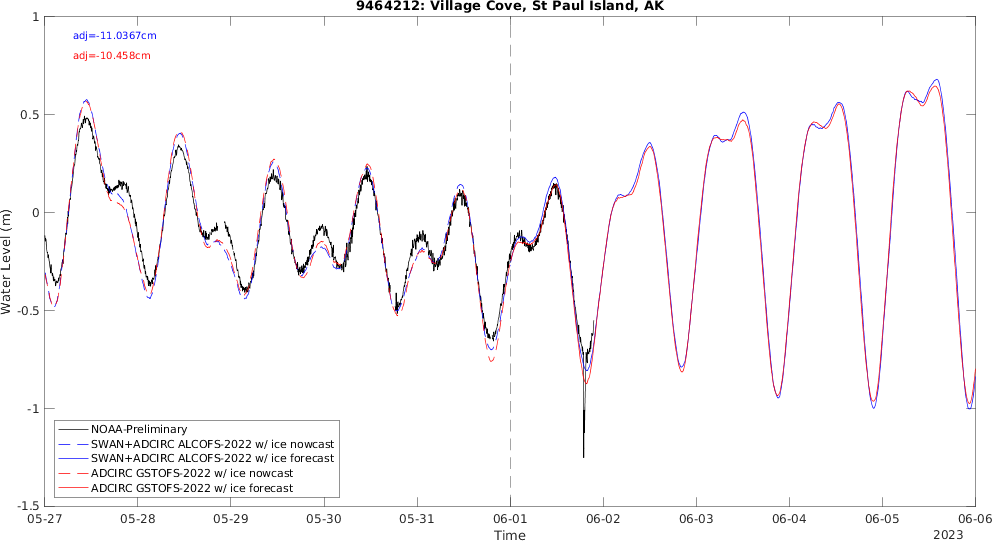 9464212: Village Cove, St Paul Island, AK
adj=-11.0367cm
adj=-10.458cm
1
0.5
0
-0.5
-1
-1.5
Water Level (m)
NOAA-Preliminary
SWAN+ADCIRC ALCOFS-2022 w/ ice nowcast
SWAN+ADCIRC ALCOFS-2022 w/ ice forecast
ADCIRC GSTOFS-2022 w/ ice nowcast
ADCIRC GSTOFS-2022 w/ ice forecast
05-27 05-28 05-29 05-30 05-31 06-01 06-02 06-03 06-04 06-05 06-06
Time
2023